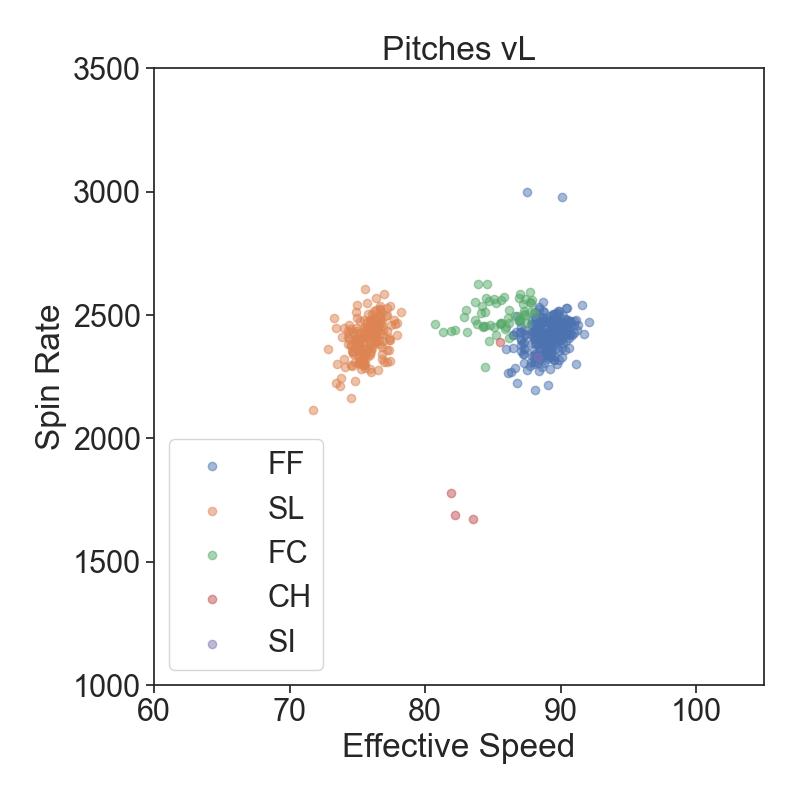 Pitches vL
3500
3000
2500
2000
1500
1000
Spin Rate
FF
SL
FC
CH
SI
60 70 80 90 100
Effective Speed